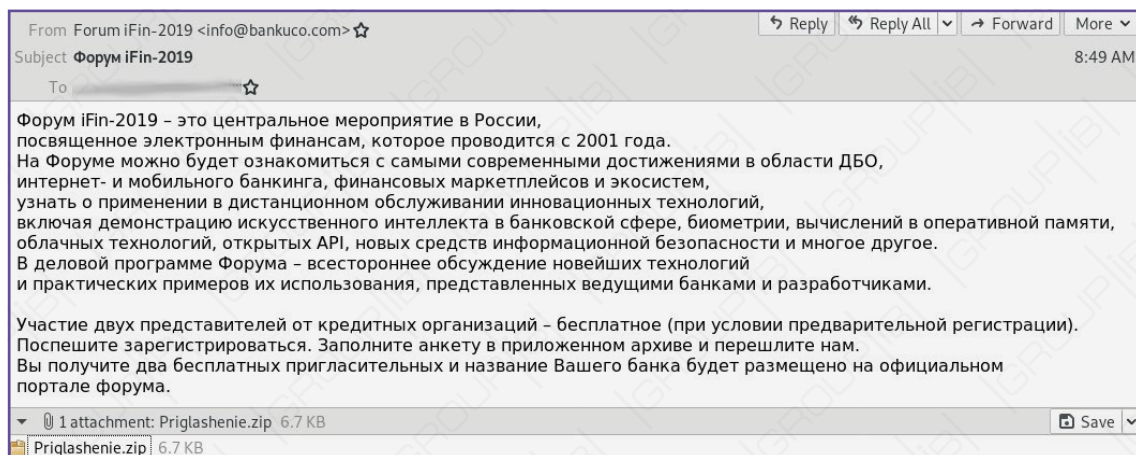 From Forum iFin-2019 <info@bankuco.com>
Reply Reply All Forward More
Subject Форум iFin-2019
8:49 AM
To
Форум iFin-2019 – это центральное мероприятие в России,
посвященное электронным финансам, которое проводится с 2001 года.
На Форуме можно будет ознакомиться с самыми современными достижениями в области ДБО,
интернет- и мобильного банкинга, финансовых маркетплейсов и экосистем,
узнать о применении в дистанционном обслуживании инновационных технологий,
включая демонстрацию искусственного интеллекта в банковской сфере, биометрии, вычислений в оперативной памяти,
облачных технологий, открытых API, новых средств информационной безопасности и многое другое.
В деловой программе Форума – всестороннее обсуждение новейших технологий
и практических примеров их использования, представленных ведущими банками и разработчиками.
Участие двух представителей от кредитных организаций – бесплатное (при условии предварительной регистрации).
Поспешите зарегистрироваться. Заполните анкету в приложенном архиве и перешлите нам.
Вы получите два бесплатных пригласительных и название Вашего банка будет размещено на официальном
портале форума.
1 attachment: Priglashenie.zip 6.7 KB
Save
Priglashenie.zip 6.7 KB